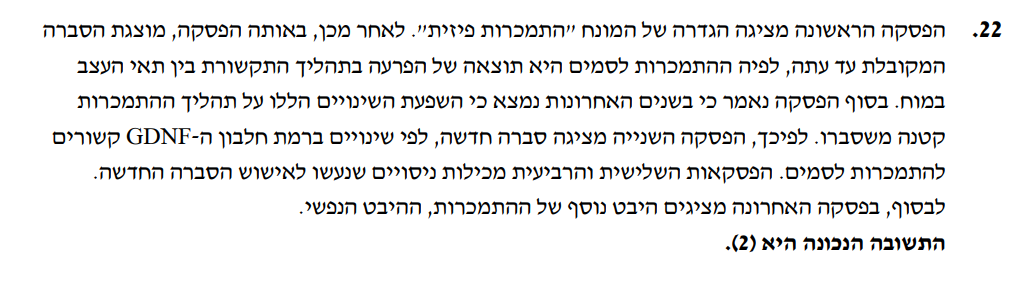 22. הפסקה הראשונה מציגה הגדרה של המונח "התמכרות פיזית". לאחר מכן, באותה הפסקה, מוצגת הסברה
המקובלת עד עתה, לפיה ההתמכרות לסמים היא תוצאה של הפרעה בתהליך התקשורת בין תאי העצב
במוח. בסוף הפסקה נאמר כי בשנים האחרונות נמצא כי השפעת השינויים הללו על תהליך ההתמכרות
קטנה משסברו. לפיכך, הפסקה השנייה מציגה סברה חדשה, לפי שינויים ברמת חלבון ה-GDNF קשורים
להתמכרות לסמים. הפסקאות השלישית והרביעית מכילות ניסויים שנעשו לאישוש הסברה החדשה.
לבסוף, בפסקה האחרונה מציגים היבט נוסף של ההתמכרות, ההיבט הנפשי.
התשובה הנכונה היא (2).